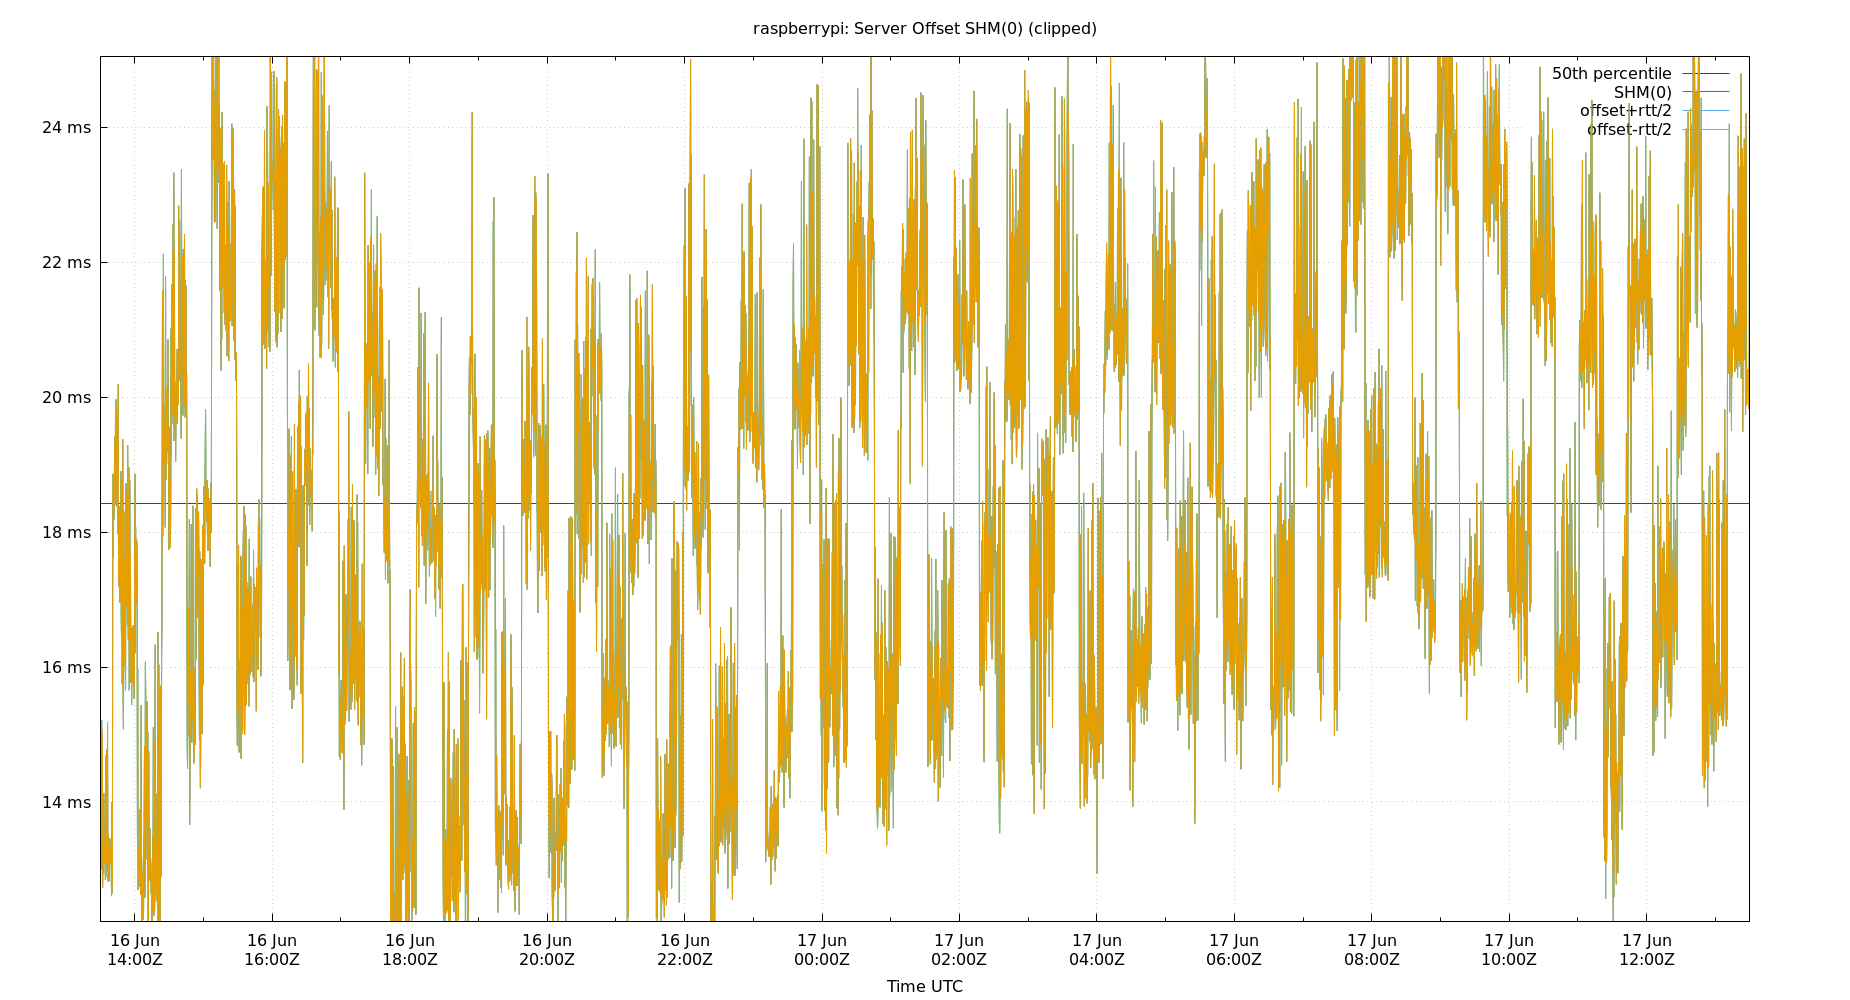 raspberrypi: Server Offset SHM(0) (clipped)
50th percentile
SHM(0)
offset+rtt/2
offset-rtt/2
24 ms
22 ms
20 ms
18 ms
16 ms
14 ms
16 Jun 16 Jun 16 Jun 16 Jun 16 Jun 17 Jun 17 Jun 17 Jun 17 Jun 17 Jun 17 Jun 17 Jun
14:00Z 16:00Z 18:00Z 20:00Z 22:00Z 00:00Z 02:00Z 04:00Z 06:00Z 08:00Z 10:00Z 12:00Z
Time UTC